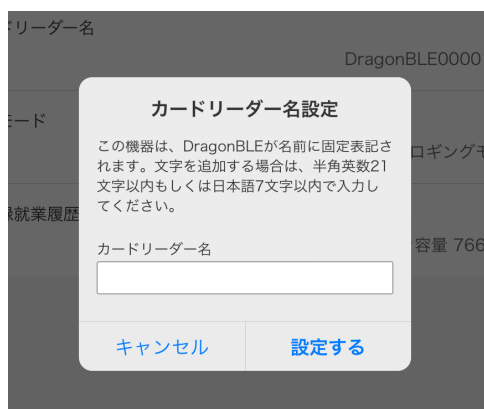 ドリーダー名
DragonBLE0000
モード
ロギングモ
就業履歴
容量 766
カードリーダー名設定
この機器は、DragonBLEが名前に固定表記さ
れます。文字を追加する場合は、半角英数21
文字以内もしくは日本語7文字以内で入力し
てください。
カードリーダー名
キャンセル 設定する